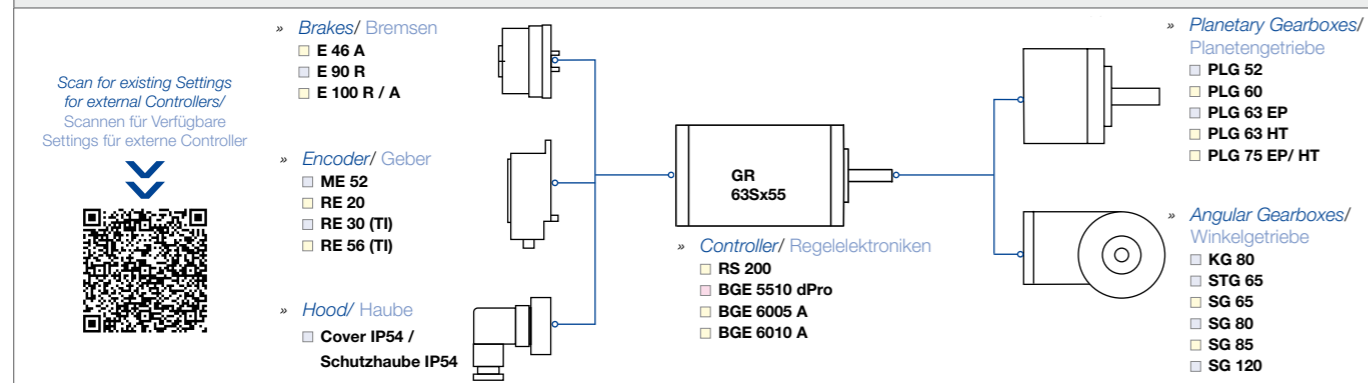 Scan for existing Settings
for external Controllers/
Scannen für Verfügbare
Settings für externe Controller
» Brakes/ Bremsen
E 46 A
E 90 R
E 100 R / A
» Encoder/ Geber
ME 52
RE 20
RE 30 (TI)
RE 56 (TI)
» Hood/ Haube
Cover IP54 /
Schutzhaube IP54
GR
63Sx55
» Controller/ Regelelektroniken
RS 200
BGE 5510 dPro
BGE 6005 A
BGE 6010 A
» Planetary Gearboxes/
Planetengetriebe
PLG 52
PLG 60
PLG 63 EP
PLG 63 HT
PLG 75 EP/ HT
» Angular Gearboxes/
Winkelgetriebe
KG 80
STG 65
SG 65
SG 80
SG 85
SG 120